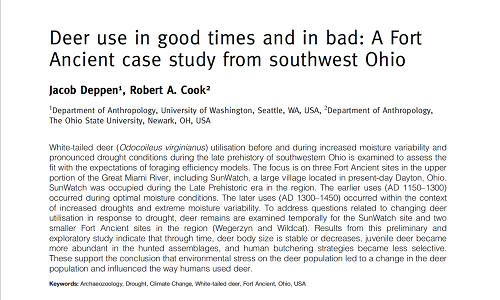 Deer use in good times and in bad: A Fort
Ancient case study from southwest Ohio
Jacob Deppen¹, Robert A. Cook²
¹Department of Anthropology, University of Washington, Seattle, WA, USA, ²Department of Anthropology,
The Ohio State University, Newark, OH, USA
White-tailed deer (Odocoileus virginianus) utilisation before and during increased moisture variability and
pronounced drought conditions during the late prehistory of southwestern Ohio is examined to assess the
fit with the expectations of foraging efficiency models. The focus is on three Fort Ancient sites in the upper
portion of the Great Miami River, including SunWatch, a large village located in present-day Dayton, Ohio.
SunWatch was occupied during the Late Prehistoric era in the region. The earlier uses (AD 1150–1300)
occurred during optimal moisture conditions. The later uses (AD 1300–1450) occurred within the context
of increased droughts and extreme moisture variability. To address questions related to changing deer
utilisation in response to drought, deer remains are examined temporally for the SunWatch site and two
smaller Fort Ancient sites in the region (Wegerzyn and Wildcat). Results from this preliminary and
exploratory study indicate that through time, deer body size is stable or decreases, juvenile deer became
more abundant in the hunted assemblages, and human butchering strategies became less selective.
These support the conclusion that environmental stress on the deer population led to a change in the deer
population and influenced the way humans used deer.
Keywords: Archaeozoology, Drought, Climate Change, White-tailed deer, Fort Ancient, Ohio, USA